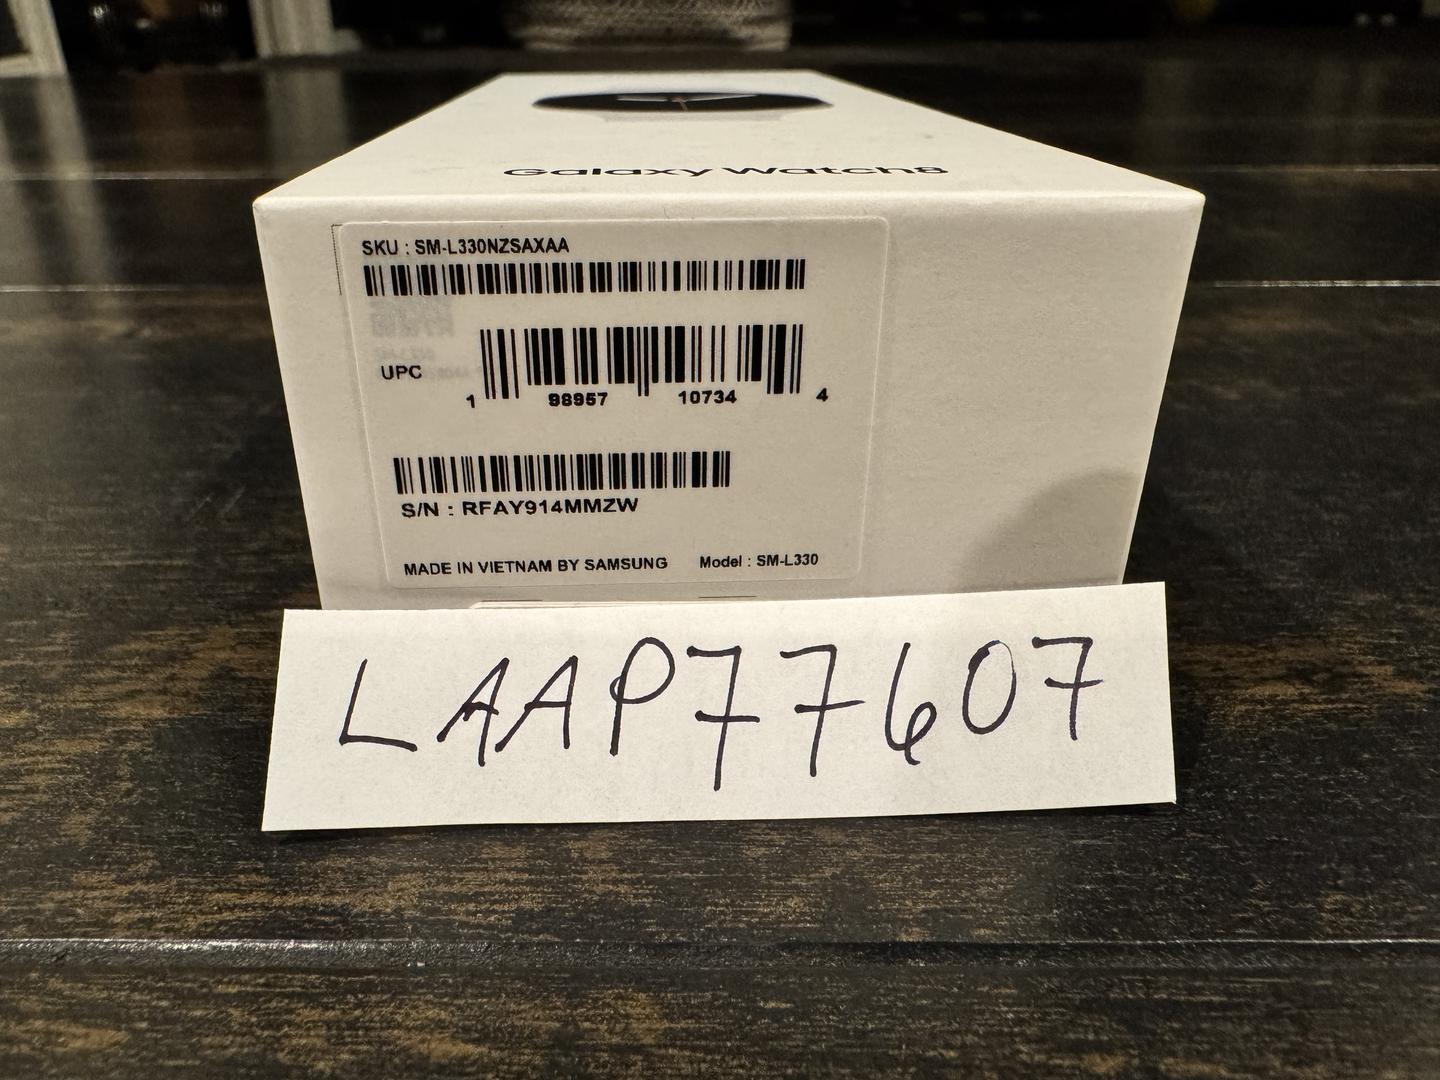 Galaxy Watch8
SKU : SM-L330NZSAXAA
UPC
1 98957 10734 4
S/N : RFAY914MMZW
MADE IN VIETNAM BY SAMSUNG Model : SM-L330
LAAP77607